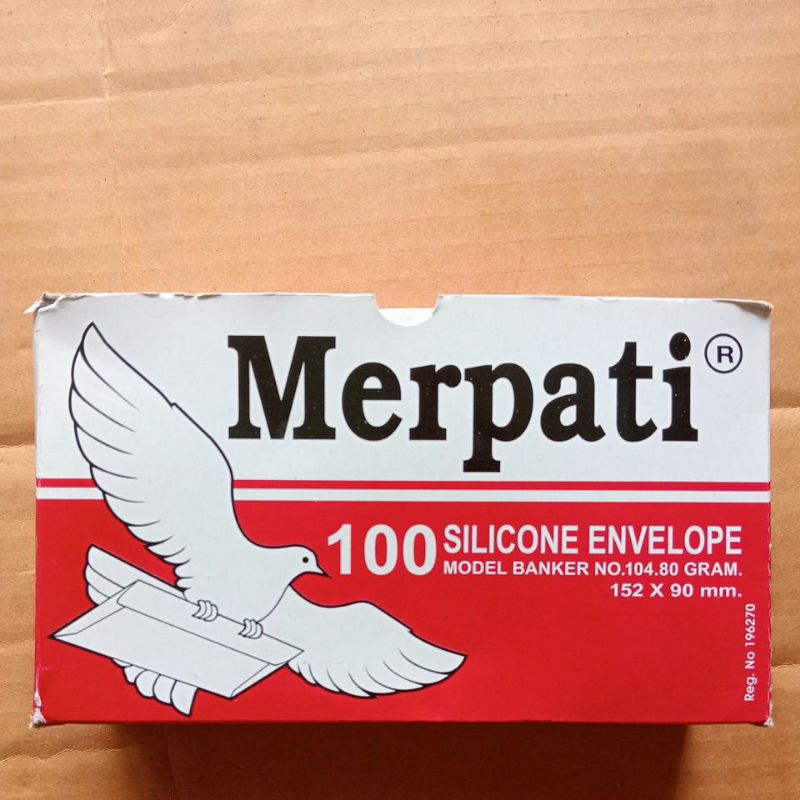 Merpati ®
100 SILICONE ENVELOPE
MODEL BANKER NO.104.80 GRAM.
152 X 90 mm.
Reg. No 196270